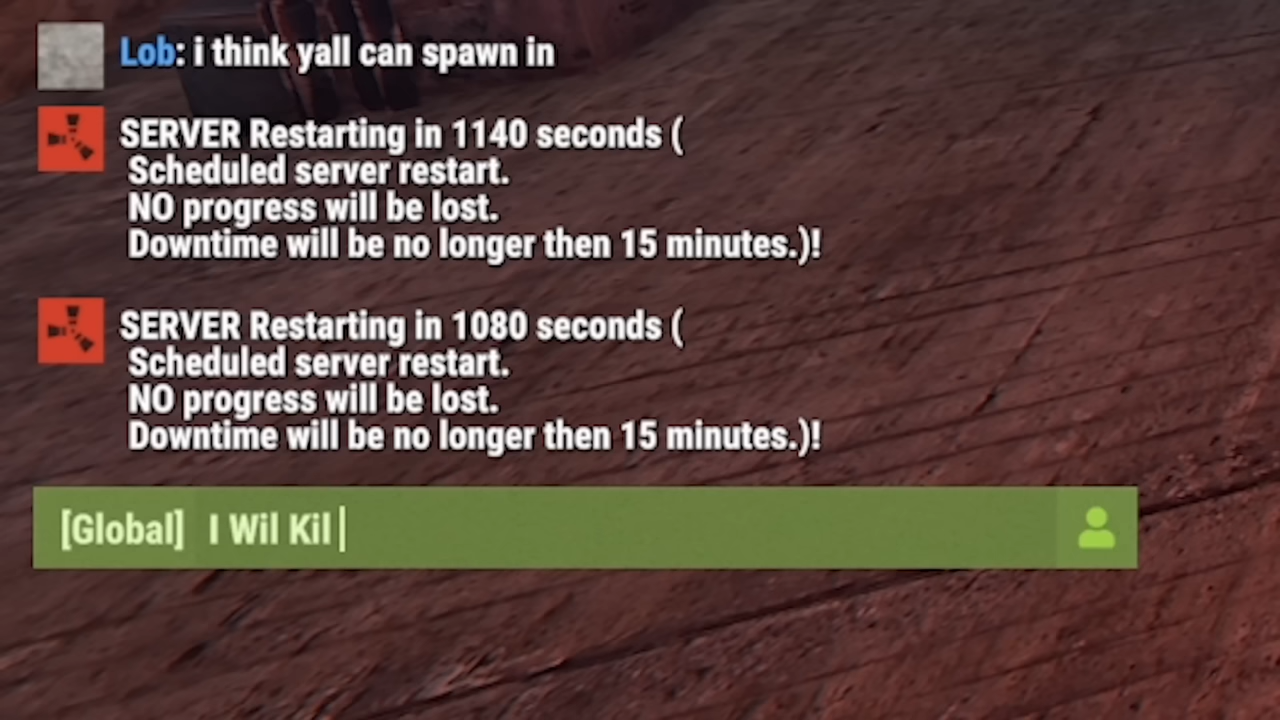 Lob: i think yall can spawn in
SERVER Restarting in 1140 seconds (
Scheduled server restart.
NO progress will be lost.
Downtime will be no longer then 15 minutes.)!
SERVER Restarting in 1080 seconds (
Scheduled server restart.
NO progress will be lost.
Downtime will be no longer then 15 minutes.)!
[Global] I Wil Kil